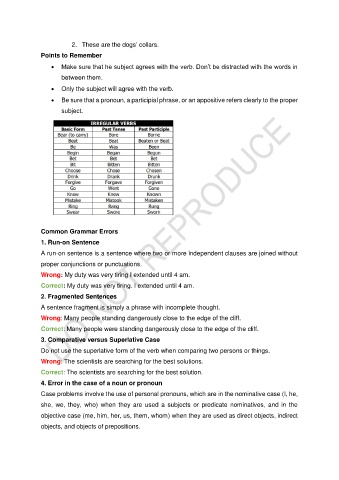 2. These are the dogs' collars.
Points to Remember
• Make sure that he subject agrees with the verb. Don't be distracted with the words in
between them.
• Only the subject will agree with the verb.
• Be sure that a pronoun, a participial phrase, or an appositive refers clearly to the proper
subject.
IRREGULAR VERBS
Basic Form Past Tense Past Participle
Bear (to carry) Bore Borne
Beat Beat Beaten or Beat
Be Was Been
Begin Began Begun
Bet Bet Bet
Bit Bitten Bitten
Choose Chose Chosen
Drink Drank Drunk
Forgive Forgave Forgiven
Go Went Gone
Know Knew Known
Mistake Mistook Mistaken
Ring Rang Rung
Swear Swore Sworn
DO NOT REPRODUCE
Common Grammar Errors
1. Run-on Sentence
A run-on sentence is a sentence where two or more independent clauses are joined without
proper conjunctions or punctuations.
Wrong: My duty was very tiring I extended until 4 am.
Correct: My duty was very tiring. I extended until 4 am.
2. Fragmented Sentences
A sentence fragment is simply a phrase with incomplete thought.
Wrong: Many people standing dangerously close to the edge of the cliff.
Correct: Many people were standing dangerously close to the edge of the cliff.
3. Comparative versus Superlative Case
Do not use the superlative form of the verb when comparing two persons or things.
Wrong: The scientists are searching for the best solutions.
Correct: The scientists are searching for the best solution.
4. Error in the case of a noun or pronoun
Case problems involve the use of personal pronouns, which are in the nominative case (I, he,
she, we, they, who) when they are used a subjects or predicate nominatives, and in the
objective case (me, him, her, us, them, whom) when they are used as direct objects, indirect
objects, and objects of prepositions.